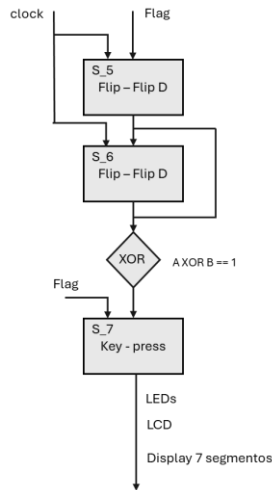 clock
Flag
S_5
Flip – Flip D
S_6
Flip – Flip D
XOR
A XOR B == 1
Flag
S_7
Key - press
LEDs
LCD
Display 7 segmentos